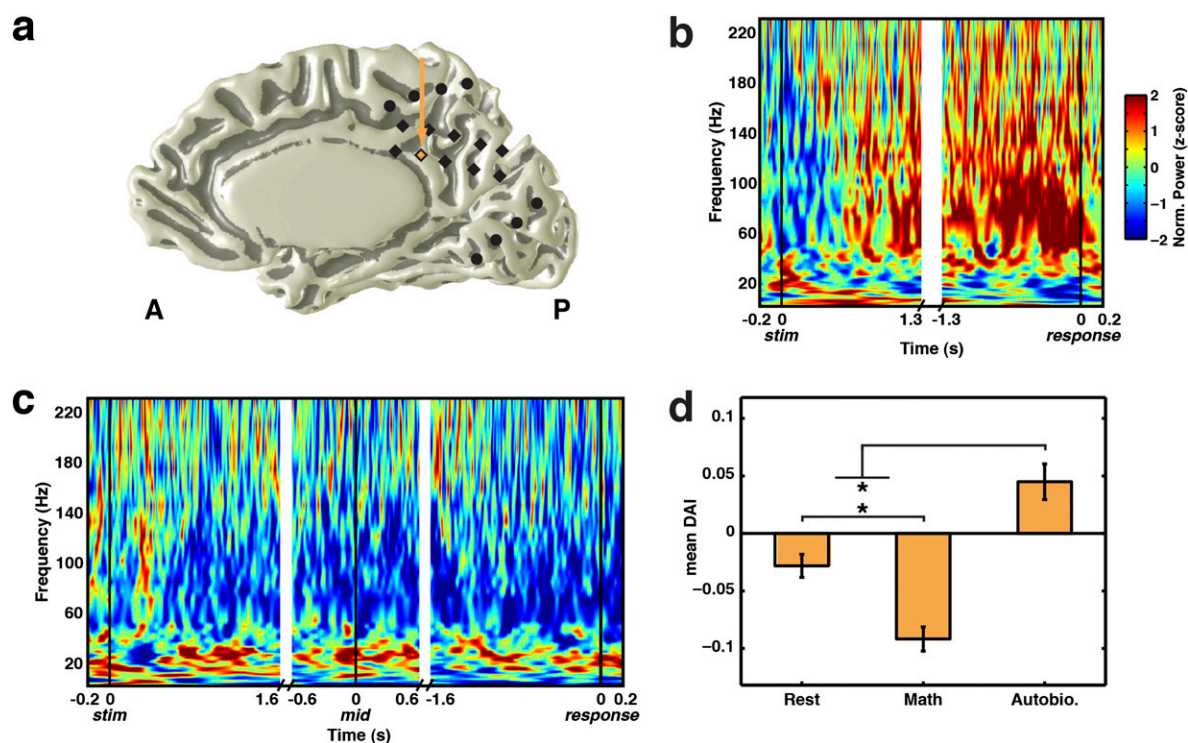 a
A
P
b
Frequency (Hz)
220
180
140
100
60
20
-0.2 0
1.3
-1.3
0 0.2
stim
response
Time (s)
2
1
0
−1
−2
Norm. Power (z-score)
c
Frequency (Hz)
220
180
140
100
60
20
-0.2 0
1.6
-0.6
0
0.6
-1.6
0 0.2
stim
mid
response
Time (s)
d
mean DAI
0.1
0.05
0
−0.05
−0.1
*
*
Rest
Math
Autobio.